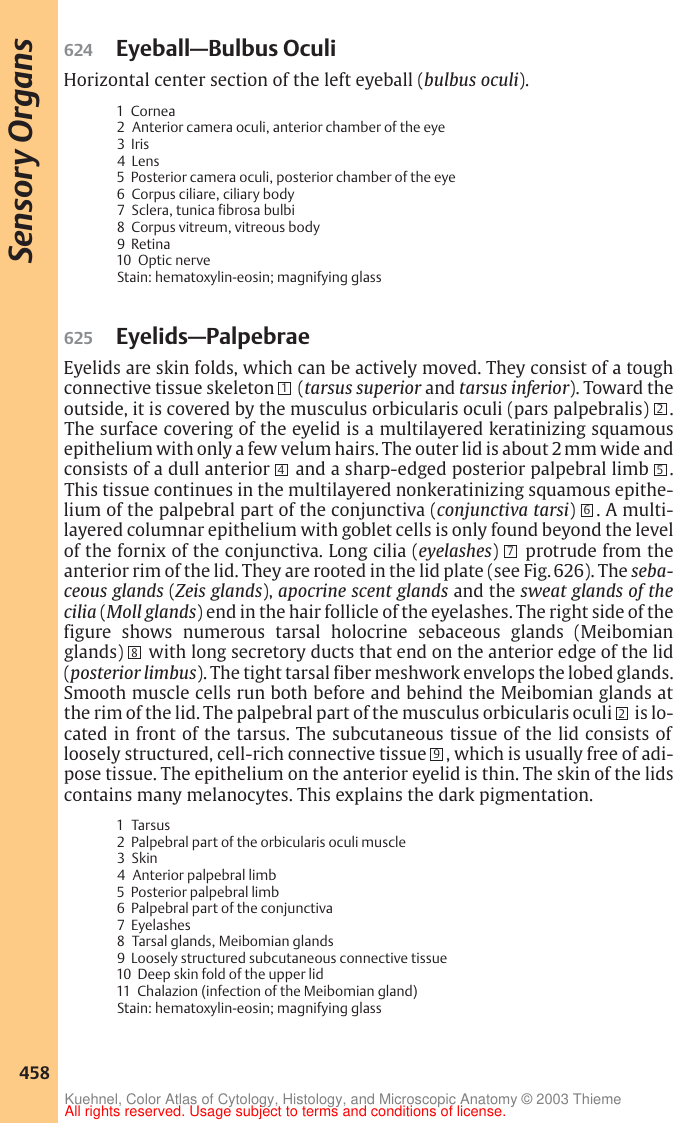 Sensory Organs
624 Eyeball—Bulbus Oculi
Horizontal center section of the left eyeball (bulbus oculi).
1 Cornea
2 Anterior camera oculi, anterior chamber of the eye
3 Iris
4 Lens
5 Posterior camera oculi, posterior chamber of the eye
6 Corpus ciliare, ciliary body
7 Sclera, tunica fibrosa bulbi
8 Corpus vitreum, vitreous body
9 Retina
10 Optic nerve
Stain: hematoxylin-eosin; magnifying glass
625 Eyelids—Palpebrae
Eyelids are skin folds, which can be actively moved. They consist of a tough
connective tissue skeleton 1 (tarsus superior and tarsus inferior). Toward the
outside, it is covered by the musculus orbicularis oculi (pars palpebralis) 2.
The surface covering of the eyelid is a multilayered keratinizing squamous
epithelium with only a few velum hairs. The outer lid is about 2 mm wide and
consists of a dull anterior 4 and a sharp-edged posterior palpebral limb 5.
This tissue continues in the multilayered nonkeratinizing squamous epithe-
lium of the palpebral part of the conjunctiva (conjunctiva tarsi) 6. A multi-
layered columnar epithelium with goblet cells is only found beyond the level
of the fornix of the conjunctiva. Long cilia (eyelashes) 7 protrude from the
anterior rim of the lid. They are rooted in the lid plate (see Fig. 626). The seba-
ceous glands (Zeis glands), apocrine scent glands and the sweat glands of the
cilia (Moll glands) end in the hair follicle of the eyelashes. The right side of the
figure shows numerous tarsal holocrine sebaceous glands (Meibomian
glands) 8 with long secretory ducts that end on the anterior edge of the lid
(posterior limbus). The tight tarsal fiber meshwork envelops the lobed glands.
Smooth muscle cells run both before and behind the Meibomian glands at
the rim of the lid. The palpebral part of the musculus orbicularis oculi 2 is lo-
cated in front of the tarsus. The subcutaneous tissue of the lid consists of
loosely structured, cell-rich connective tissue 9, which is usually free of adi-
pose tissue. The epithelium on the anterior eyelid is thin. The skin of the lids
contains many melanocytes. This explains the dark pigmentation.
1 Tarsus
2 Palpebral part of the orbicularis oculi muscle
3 Skin
4 Anterior palpebral limb
5 Posterior palpebral limb
6 Palpebral part of the conjunctiva
7 Eyelashes
8 Tarsal glands, Meibomian glands
9 Loosely structured subcutaneous connective tissue
10 Deep skin fold of the upper lid
11 Chalazion (infection of the Meibomian gland)
Stain: hematoxylin-eosin; magnifying glass
458
Kuehnel, Color Atlas of Cytology, Histology, and Microscopic Anatomy © 2003 Thieme
All rights reserved. Usage subject to terms and conditions of license.